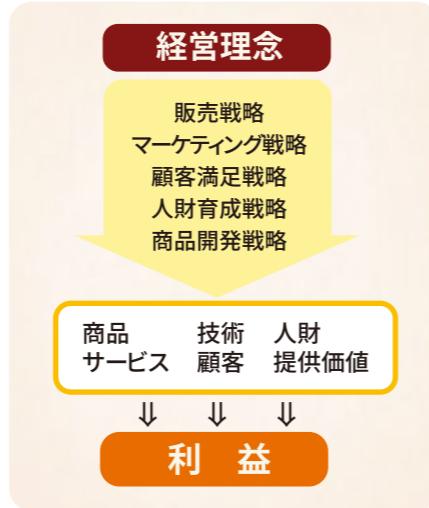 経営理念
販売戦略
マーケティング戦略
顧客満足戦略
人財育成戦略
商品開発戦略
商品 技術 人財
サービス 顧客 提供価値
⇓ ⇓ ⇓
利 益